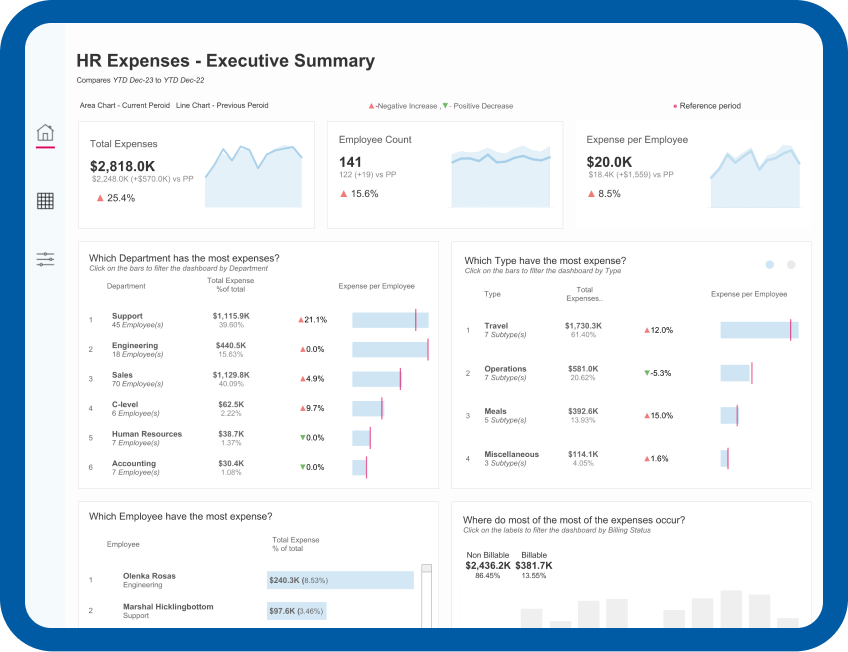 HR Expenses - Executive Summary
Compares YTD Dec-23 to YTD Dec-22
Area Chart - Current Peroid   Line Chart - Previous Peroid
▲-Negative Increase , ▼- Positive Decrease
● Reference period
Total Expenses
$2,818.0K
$2,248.0K (+$570.0K) vs PP
▲ 25.4%
Employee Count
141
122 (+19) vs PP
▲ 15.6%
Expense per Employee
$20.0K
$18.4K (+$1,559) vs PP
▲ 8.5%
Which Department has the most expenses?
Click on the bars to filter the dashboard by Department
Department
Total Expense
%of total
Expense per Employee
1 Support $1,115.9K ▲21.1%
45 Employee(s) 39.60%
2 Engineering $440.5K ▲0.0%
18 Employee(s) 15.63%
3 Sales $1,129.8K ▲4.9%
70 Employee(s) 40.09%
4 C-level $62.5K ▲9.7%
6 Employee(s) 2.22%
5 Human Resources $38.7K ▼0.0%
7 Employee(s) 1.37%
6 Accounting $30.4K ▼0.0%
7 Employee(s) 1.08%
Which Type have the most expenses?
Click on the bars to filter the dashboard by Type
Type
Total
Expenses..
Expense per Employee
1 Travel $1,730.3K ▲12.0%
7 Subtype(s) 61.40%
2 Operations $581.0K ▼-5.3%
7 Subtype(s) 20.62%
3 Meals $392.6K ▲15.0%
5 Subtype(s) 13.93%
4 Miscellaneous $114.1K ▲1.6%
3 Subtype(s) 4.05%
Which Employee have the most expense?
Employee
Total Expense
% of total
1 Olenka Rosas $240.3K (8.53%)
Engineering
2 Marshal Hicklingbottom $97.6K (3.46%)
Support
Where do most of the most of the expenses occur?
Click on the labels to filter the dashboard by Billing Status
Non Billable Billable
$2,436.2K $381.7K
86.45% 13.55%